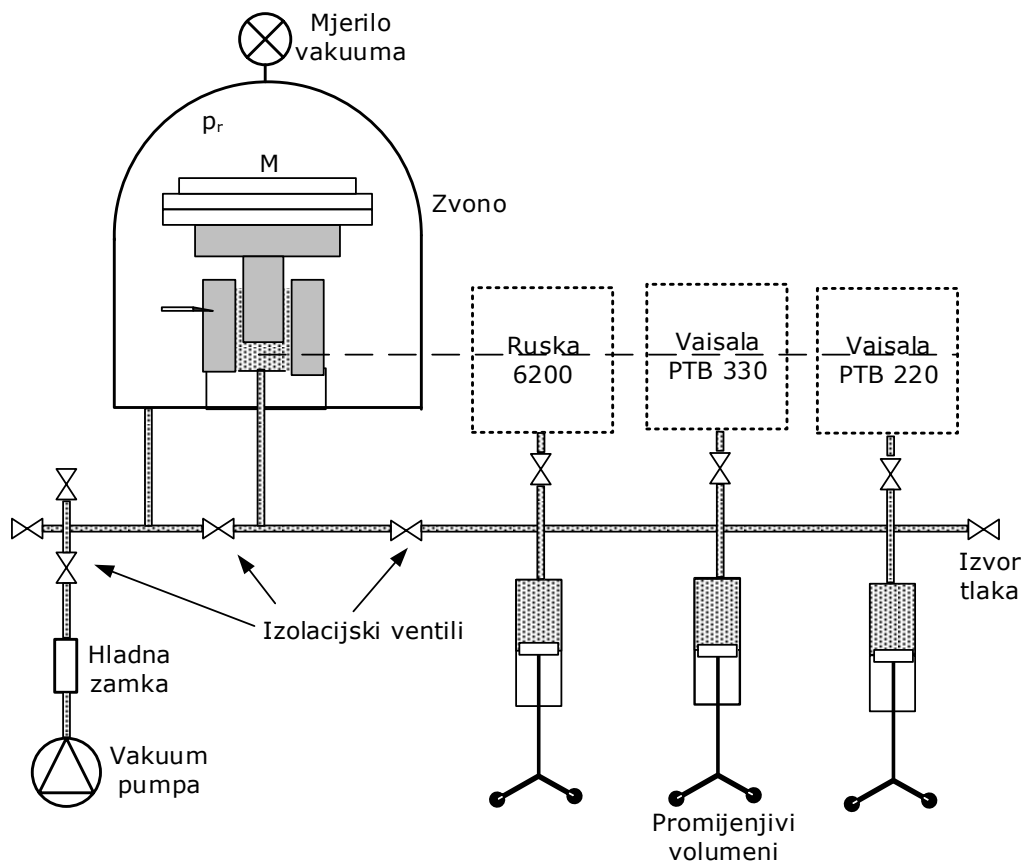 Mjerilo
vakuuma
pr
M
Zvono
Ruska
6200
Vaisala
PTB 330
Vaisala
PTB 220
Izvor
tlaka
Izolacijski ventili
Hladna
zamka
Vakuum
pumpa
Promijenjivi
volumeni